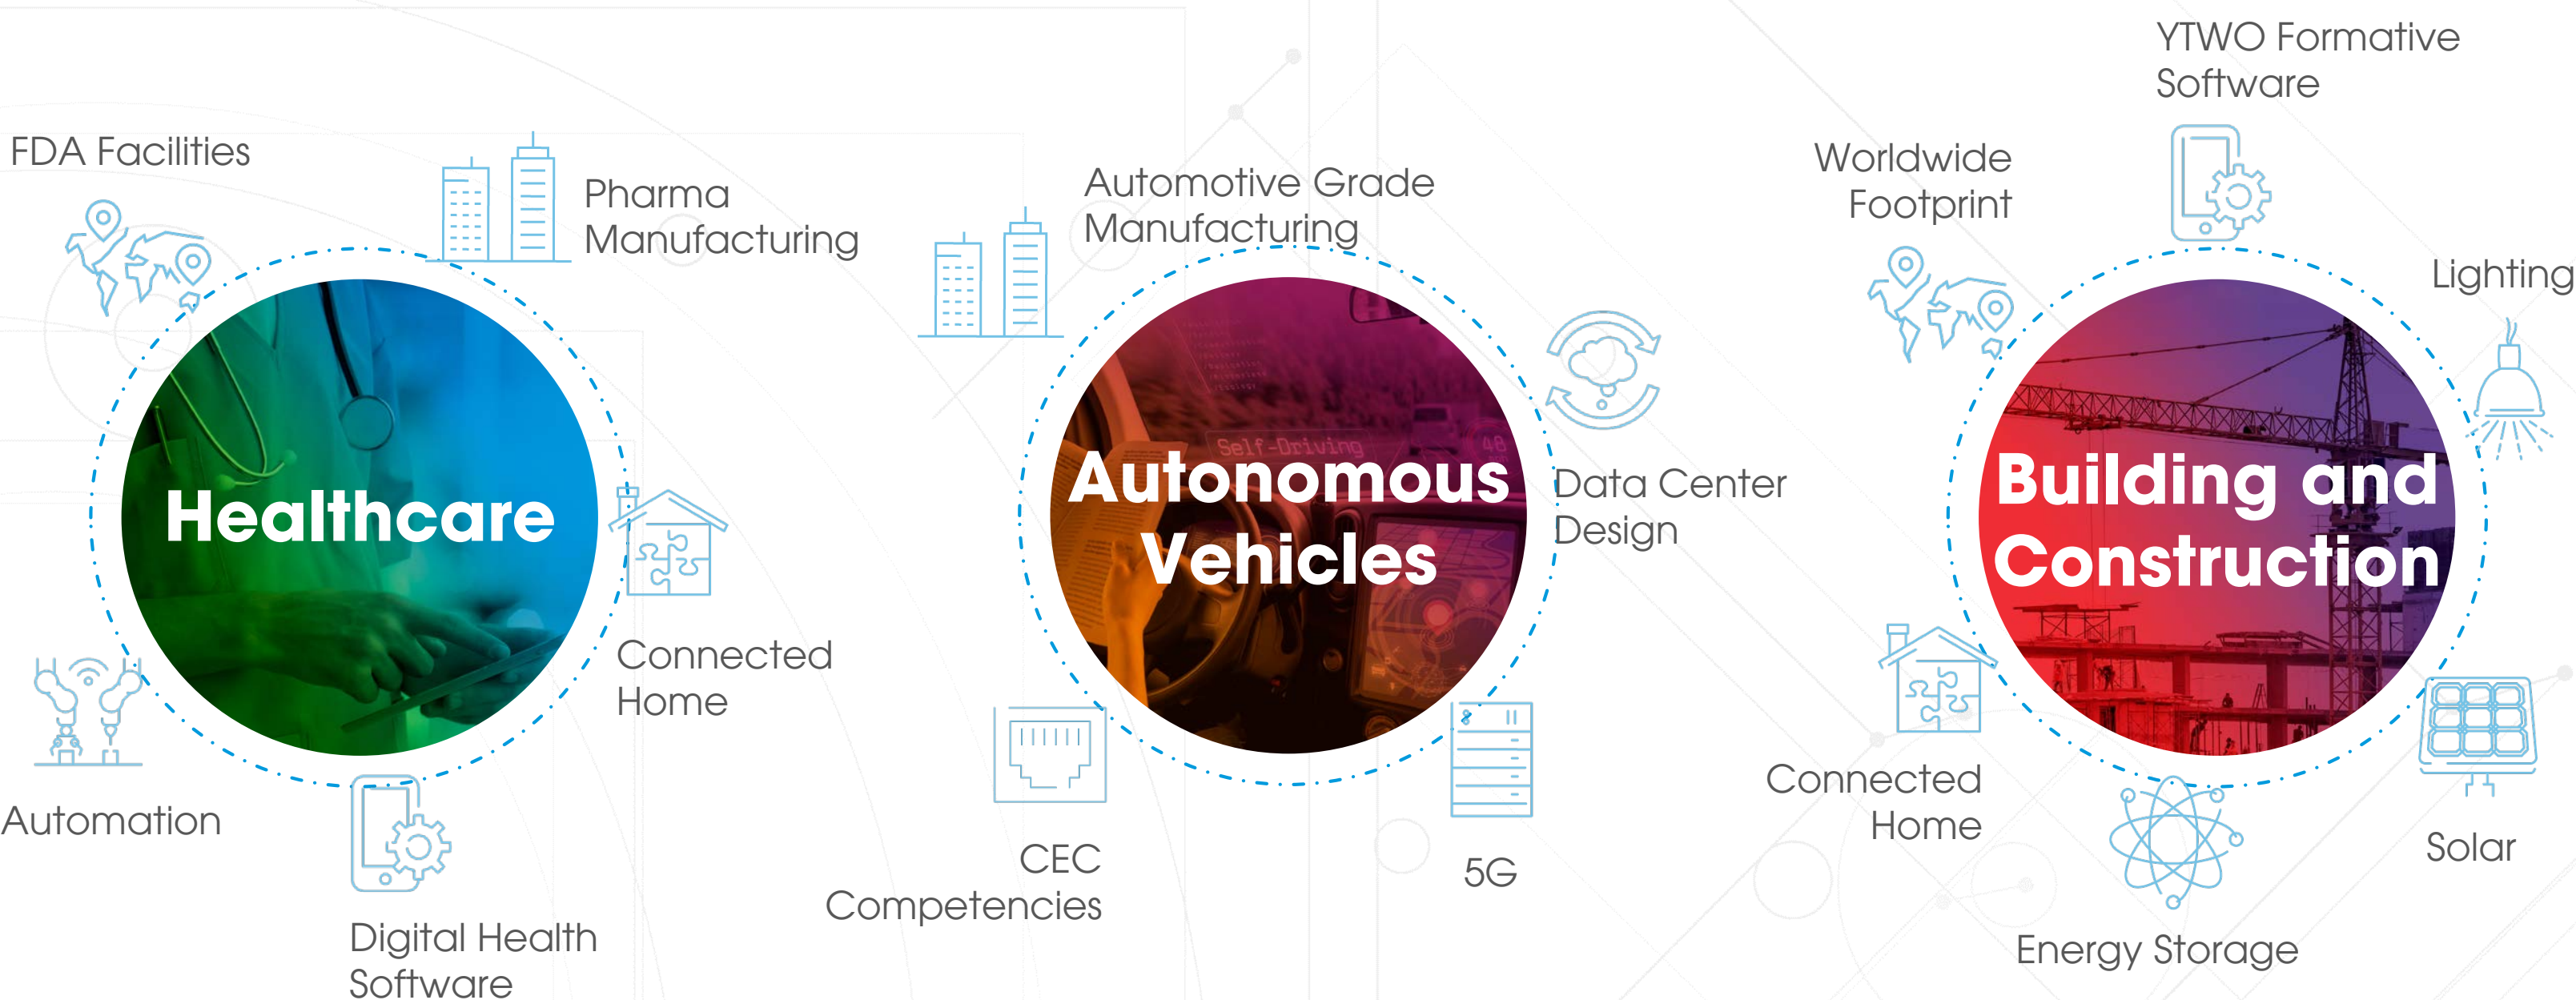 FDA Facilities
Pharma
Manufacturing
Healthcare
Connected
Home
Automation
Digital Health
Software
Automotive Grade
Manufacturing
Self-Driving
48
Autonomous
Vehicles
Data Center
Design
CEC
Competencies
5G
YTWO Formative
Software
Worldwide
Footprint
Lighting
Building and
Construction
Connected
Home
Solar
Energy Storage